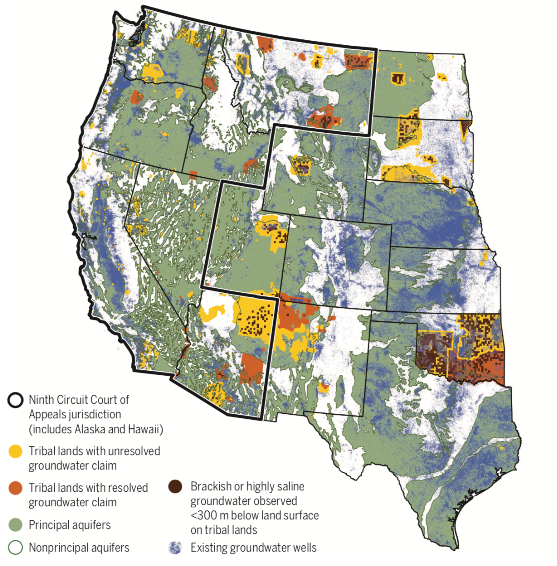 Ninth Circuit Court of
Appeals jurisdiction
(includes Alaska and Hawaii)
Tribal lands with unresolved
groundwater claim
Tribal lands with resolved
groundwater claim
Principal aquifers
Nonprincipal aquifers
Brackish or highly saline
groundwater observed
<300 m below land surface
on tribal lands
Existing groundwater wells